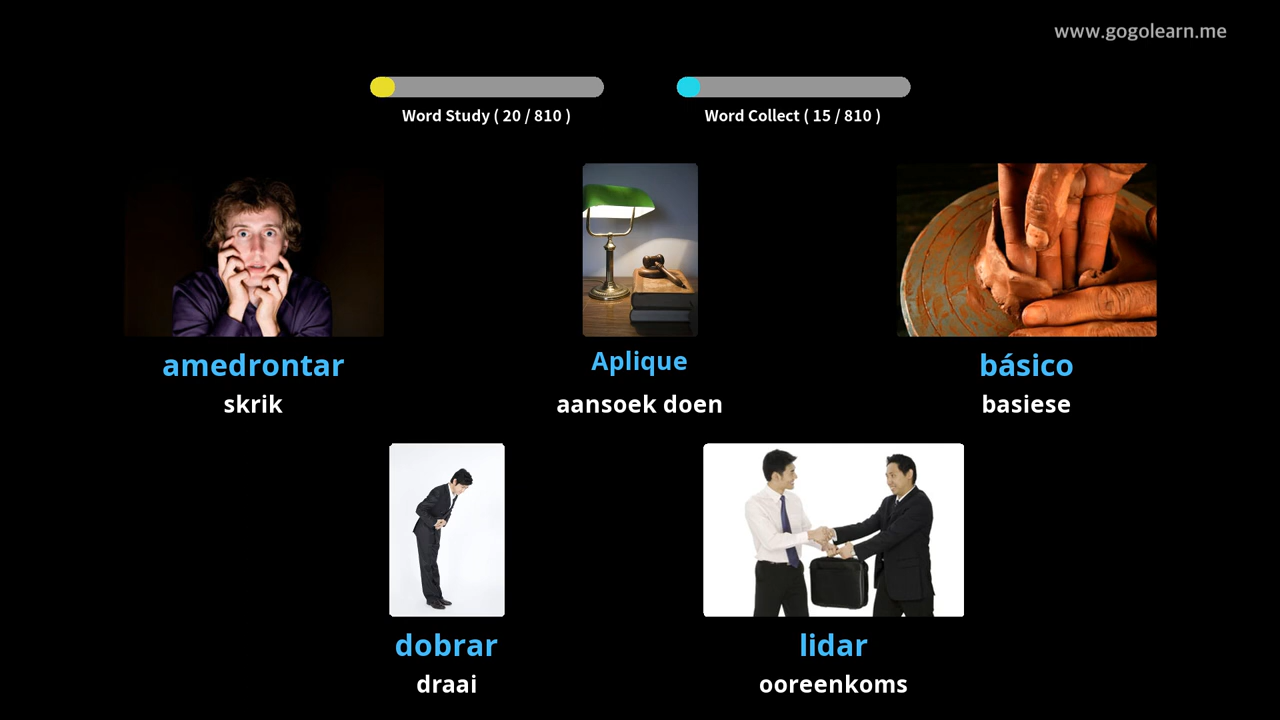 www.gogolearn.me
Word Study ( 20 / 810 )
Word Collect ( 15 / 810 )
amedrontar
skrik
Aplique
aansoek doen
básico
basiese
dobrar
draai
lidar
ooreenkoms